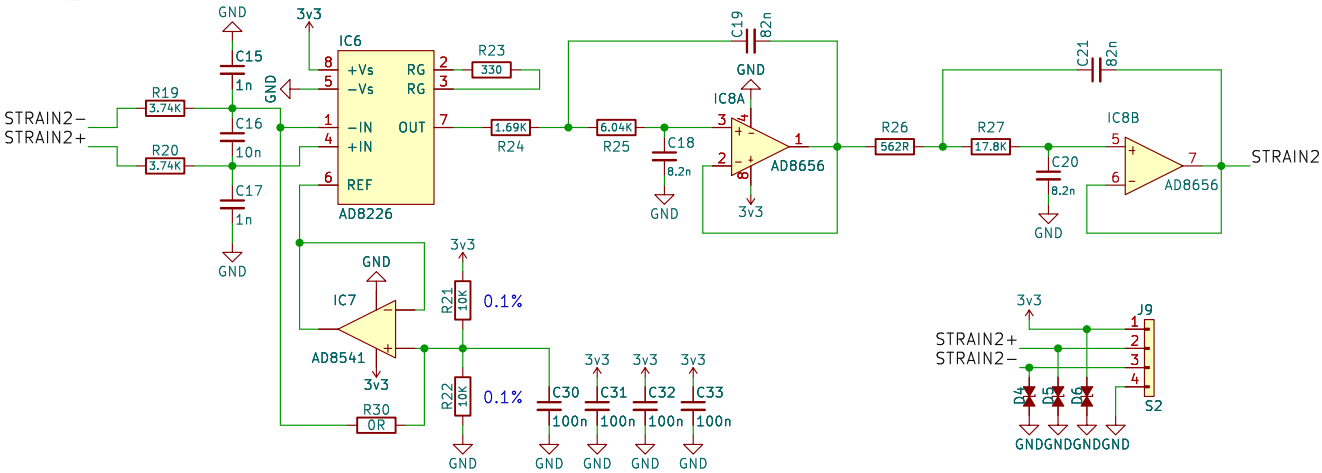 GND
3v3
C15
1n
IC6
8
+Vs
RG
2
R23
330
5
-Vs
RG
3
GND
STRAIN2-
STRAIN2+
R19
3.74K
R20
3.74K
C16
10n
1
-IN
OUT
7
4
+IN
6
REF
AD8226
C17
1n
GND
1.69K
R24
6.04K
R25
C18
8.2n
GND
C19
82n
GND
IC8A
3
+
4
-
1
2
-
+
8
AD8656
3v3
R26
562R
R27
17.8K
C20
8.2n
GND
C21
82n
IC8B
5
+
7
6
-
AD8656
STRAIN2
GND
IC7
-
+
AD8541
3v3
3v3
R21
10K
0.1%
R22
10K
0.1%
GND
R30
0R
C30
100n
GND
3v3
C31
100n
GND
3v3
C32
100n
GND
3v3
C33
100n
GND
3v3
J9
1
STRAIN2+
2
STRAIN2-
3
4
D4
D5
D6
S2
GND
GND
GND
GND